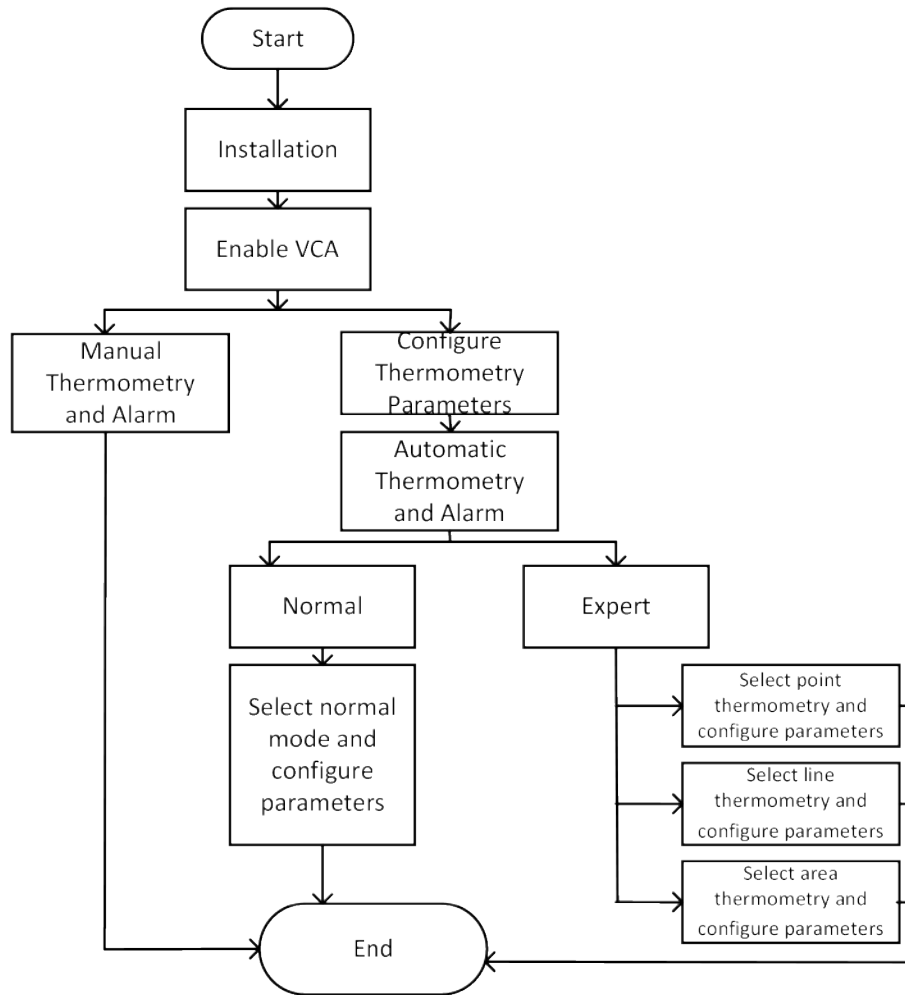 Start
Installation
Enable VCA
Manual
Thermometry
and Alarm
Configure
Thermometry
Parameters
Automatic
Thermometry
and Alarm
Normal
Expert
Select normal
mode and
configure
parameters
Select point
thermometry and
configure parameters
Select line
thermometry and
configure parameters
Select area
thermometry and
configure parameters
End